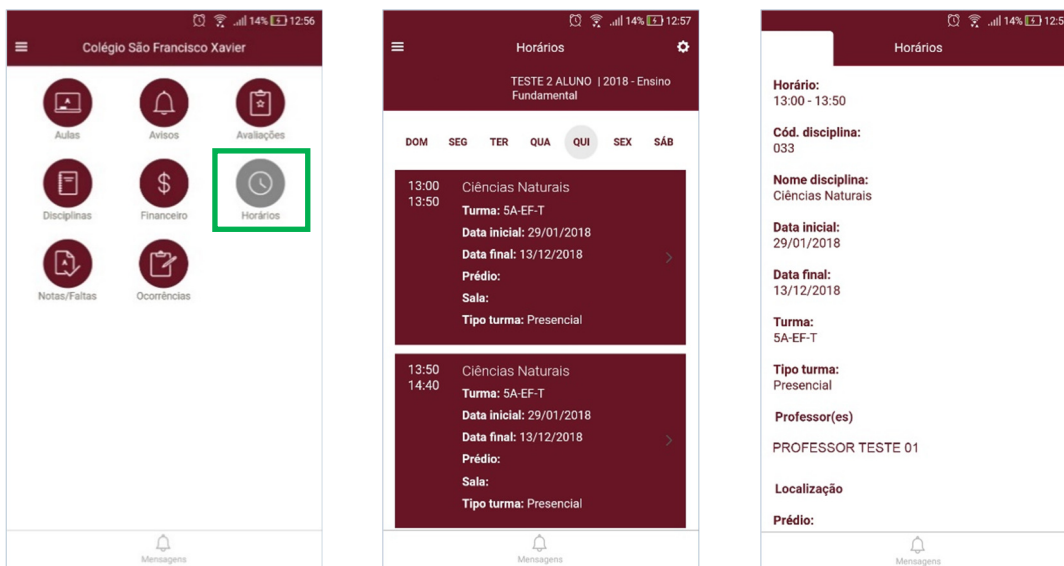 14% 12:56
Colégio São Francisco Xavier
Aulas Avisos Avaliações
Disciplinas Financeiro Horários
Notas/Faltas Ocorrências
Mensagens
14% 12:57
Horários
TESTE 2 ALUNO | 2018 - Ensino
Fundamental
DOM SEG TER QUA QUI SEX SÁB
13:00 Ciências Naturais
13:50
Turma: 5A-EF-T
Data inicial: 29/01/2018
Data final: 13/12/2018
Prédio:
Sala:
Tipo turma: Presencial
13:50 Ciências Naturais
14:40
Turma: 5A-EF-T
Data inicial: 29/01/2018
Data final: 13/12/2018
Prédio:
Sala:
Tipo turma: Presencial
Mensagens
14% 12:5
Horários
Horário:
13:00 - 13:50
Cód. disciplina:
033
Nome disciplina:
Ciências Naturais
Data inicial:
29/01/2018
Data final:
13/12/2018
Turma:
5A-EF-T
Tipo turma:
Presencial
Professor(es)
PROFESSOR TESTE 01
Localização
Prédio:
Mensagens